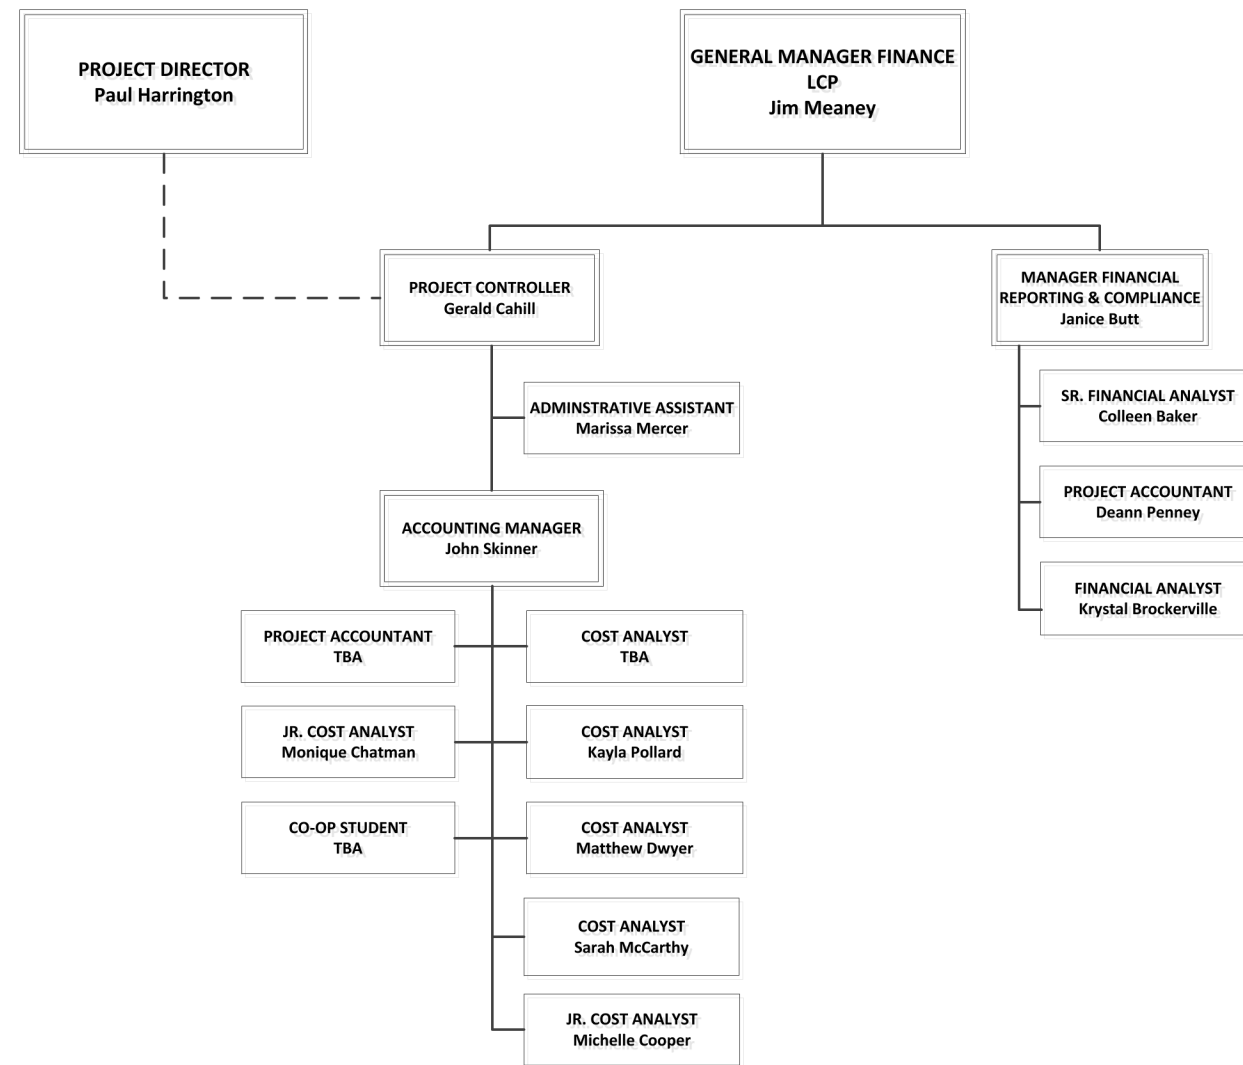 PROJECT DIRECTOR
Paul Harrington
GENERAL MANAGER FINANCE
LCP
Jim Meaney
PROJECT CONTROLLER
Gerald Cahill
MANAGER FINANCIAL
REPORTING & COMPLIANCE
Janice Butt
ADMINSTRATIVE ASSISTANT
Marissa Mercer
SR. FINANCIAL ANALYST
Colleen Baker
PROJECT ACCOUNTANT
Deann Penney
FINANCIAL ANALYST
Krystal Brockerville
ACCOUNTING MANAGER
John Skinner
PROJECT ACCOUNTANT
TBA
COST ANALYST
TBA
JR. COST ANALYST
Monique Chatman
COST ANALYST
Kayla Pollard
CO-OP STUDENT
TBA
COST ANALYST
Matthew Dwyer
COST ANALYST
Sarah McCarthy
JR. COST ANALYST
Michelle Cooper